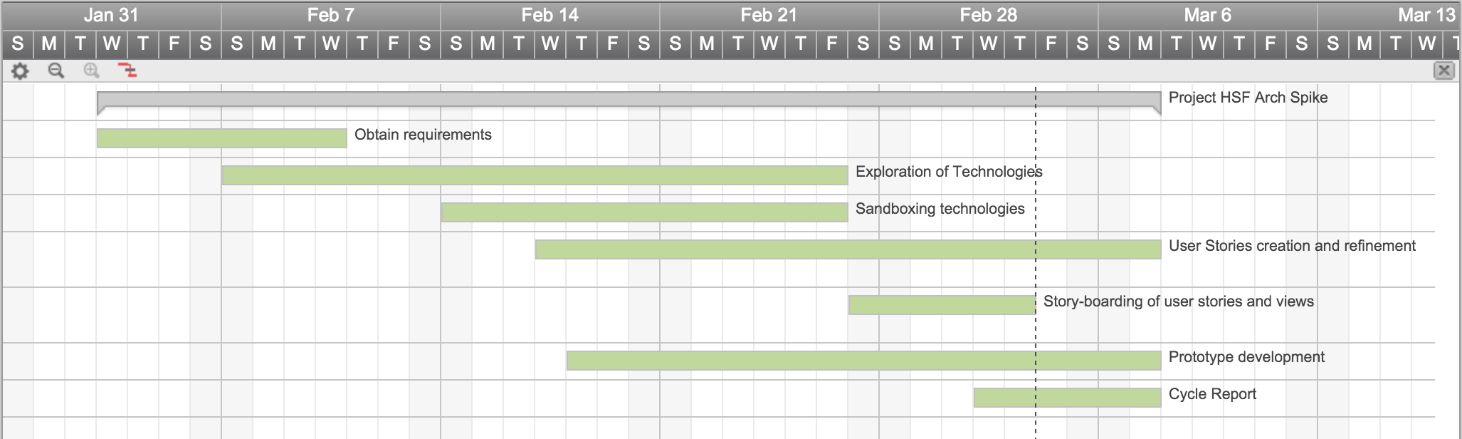 Jan 31 Feb 7 Feb 14 Feb 21 Feb 28 Mar 6 Mar 13
S M T W T F S S M T W T F S S M T W T F S S M T W T F S S M T W T F S S M T W T F S S M T W
Project HSF Arch Spike
Obtain requirements
Exploration of Technologies
Sandboxing technologies
User Stories creation and refinement
Story-boarding of user stories and views
Prototype development
Cycle Report